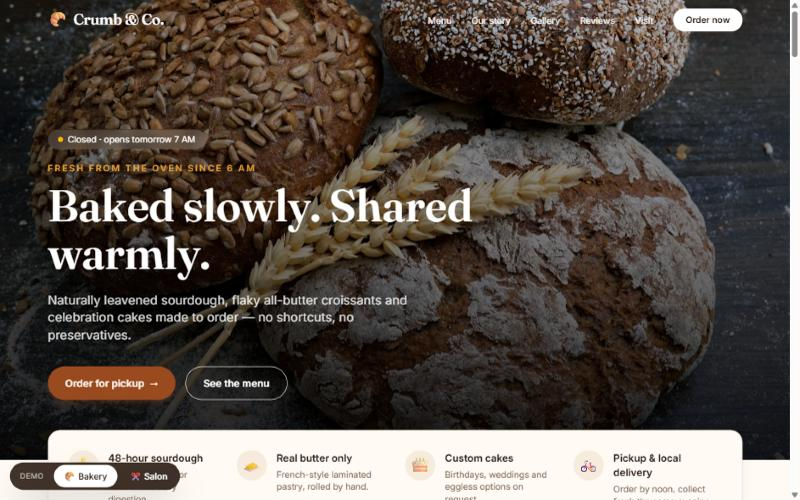 Crumb & Co.
Menu Our story Gallery Reviews Visit Order now
Closed - opens tomorrow 7 AM
FRESH FROM THE OVEN SINCE 6 AM
Baked slowly. Shared
warmly.
Naturally leavened sourdough, flaky all-butter croissants and
celebration cakes made to order — no shortcuts, no
preservatives.
Order for pickup →
See the menu
48-hour sourdough
digestion.
Real butter only
French-style laminated
pastry, rolled by hand.
Custom cakes
Birthdays, weddings and
eggless options on
request.
Pickup & local
delivery
Order by noon, collect
DEMO Bakery Salon